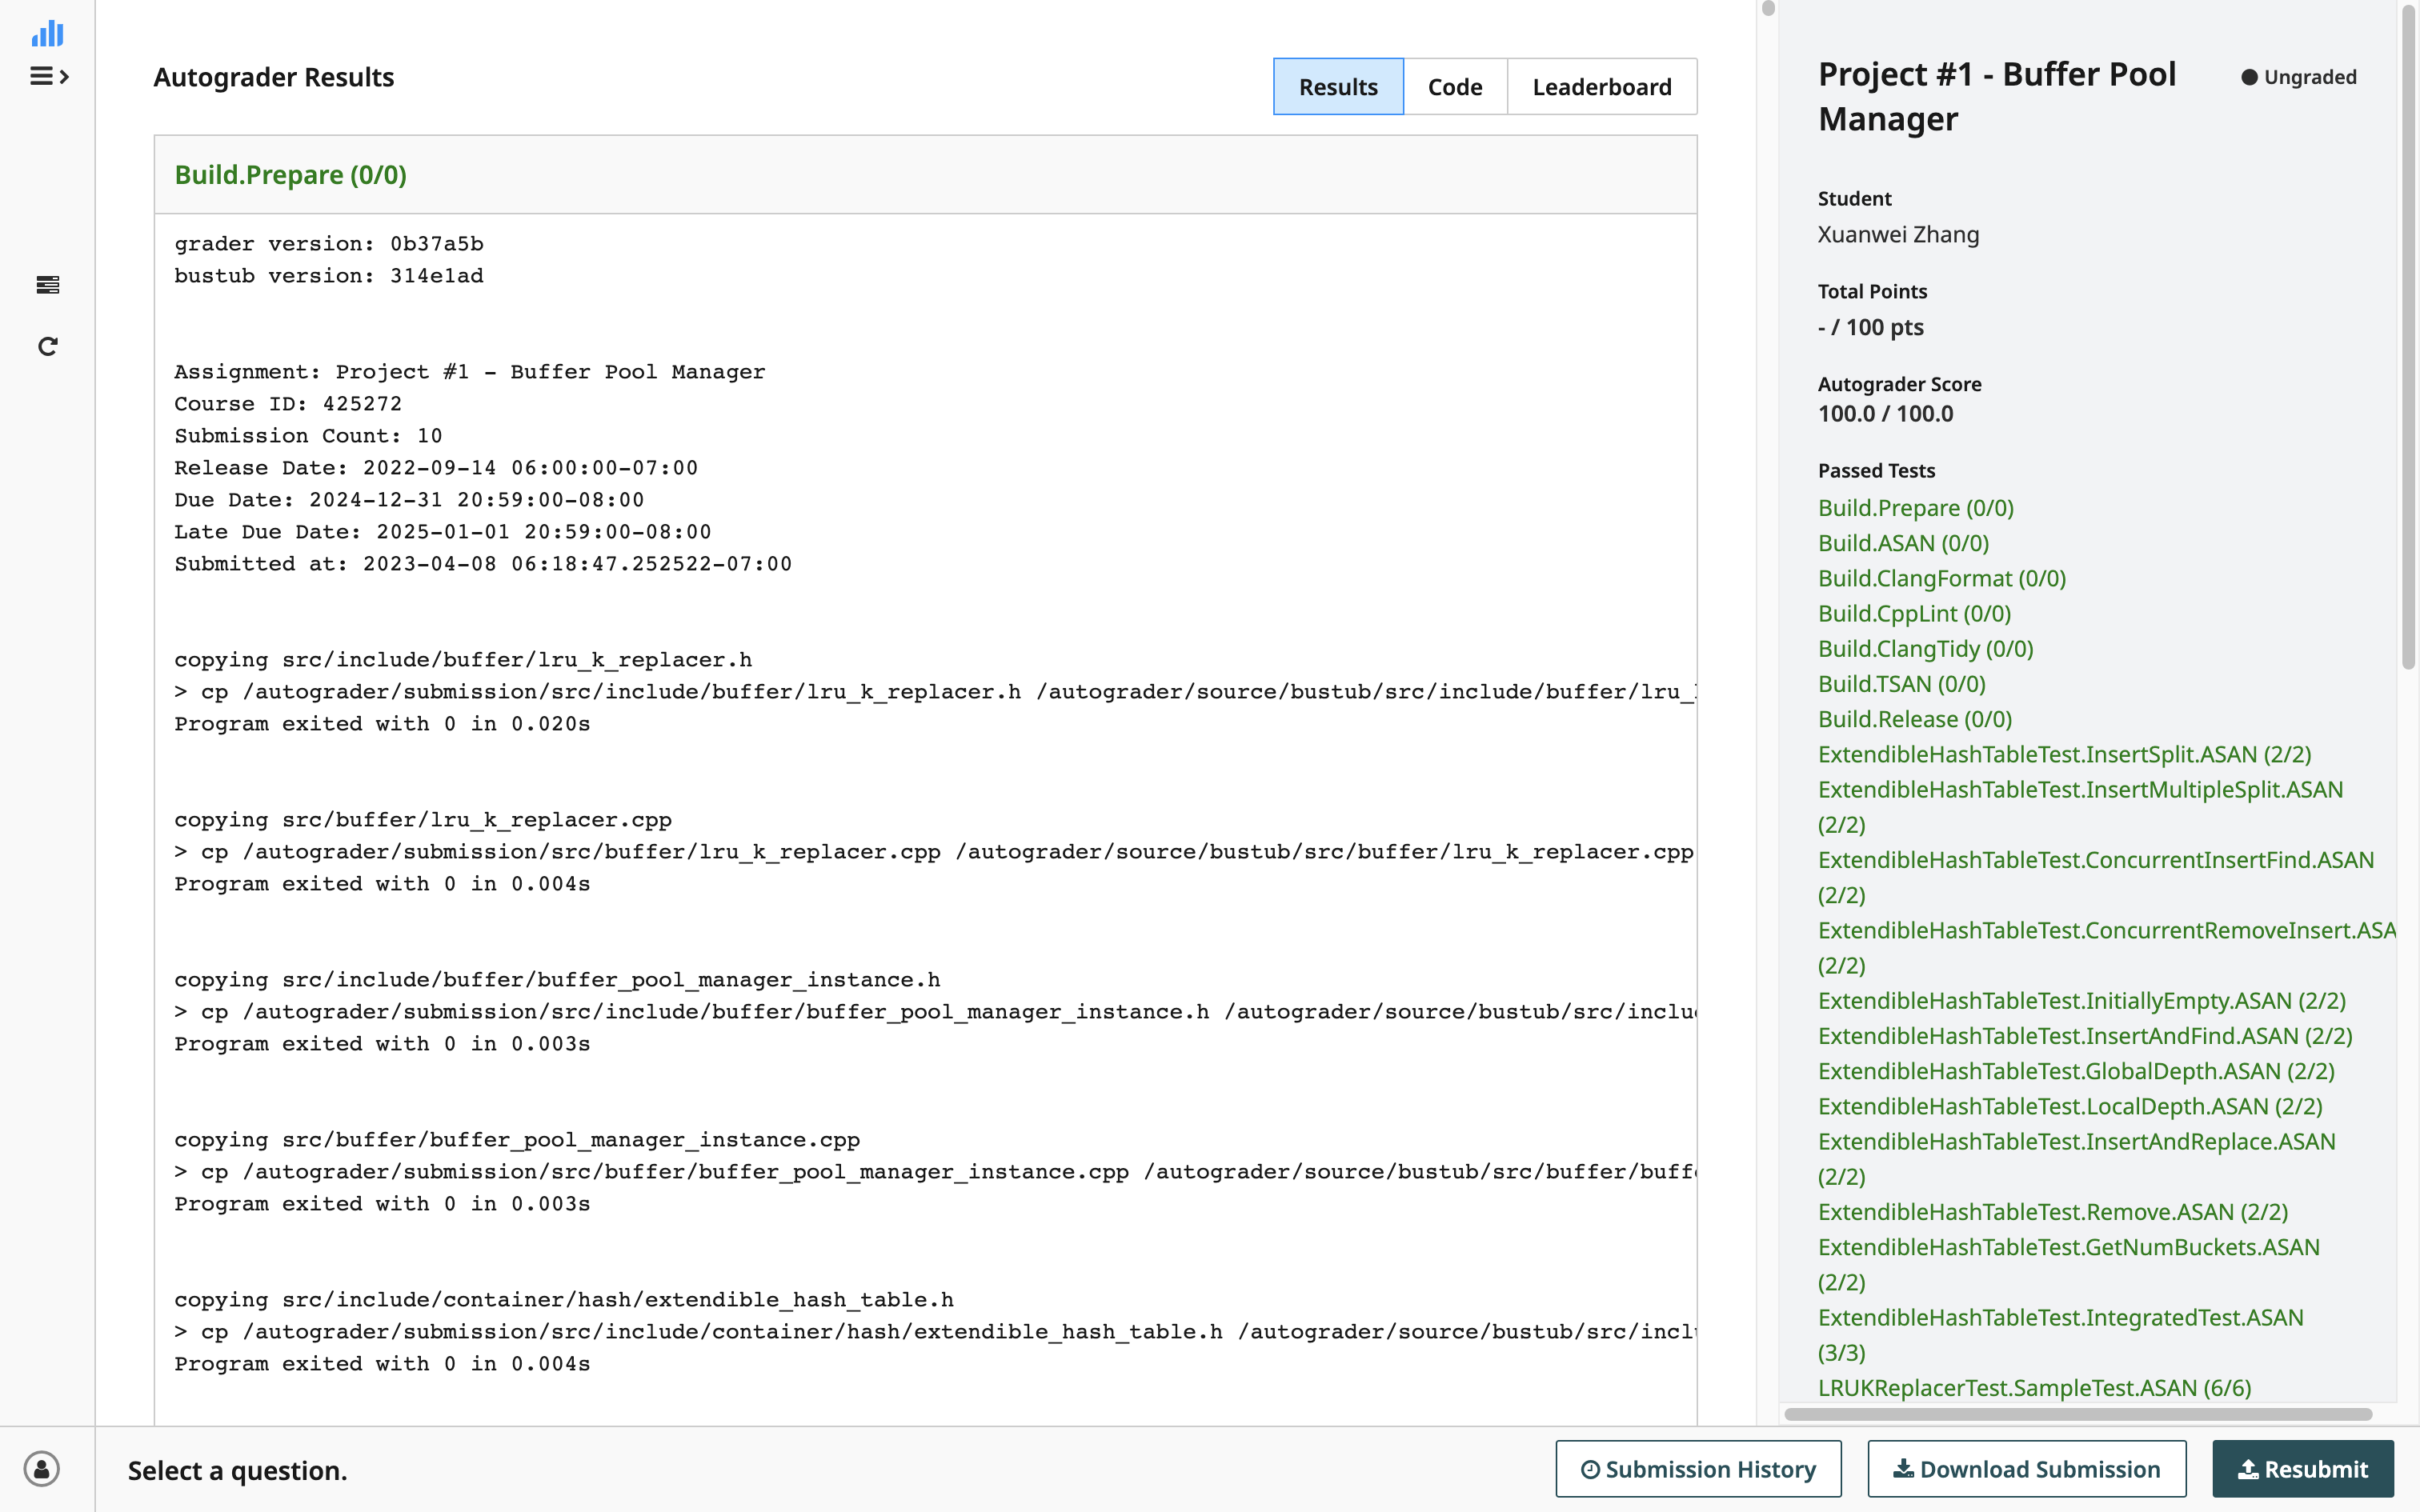 Autograder Results
Results
Code
Leaderboard
Build.Prepare (0/0)
grader version: 0b37a5b
bustub version: 314e1ad
Assignment: Project #1 - Buffer Pool Manager
Course ID: 425272
Submission Count: 10
Release Date: 2022-09-14 06:00:00-07:00
Due Date: 2024-12-31 20:59:00-08:00
Late Due Date: 2025-01-01 20:59:00-08:00
Submitted at: 2023-04-08 06:18:47.252522-07:00
copying src/include/buffer/lru_k_replacer.h
> cp /autograder/submission/src/include/buffer/lru_k_replacer.h /autograder/source/bustub/src/include/buffer/lru_
Program exited with 0 in 0.020s
copying src/buffer/lru_k_replacer.cpp
> cp /autograder/submission/src/buffer/lru_k_replacer.cpp /autograder/source/bustub/src/buffer/lru_k_replacer.cpp
Program exited with 0 in 0.004s
copying src/include/buffer/buffer_pool_manager_instance.h
> cp /autograder/submission/src/include/buffer/buffer_pool_manager_instance.h /autograder/source/bustub/src/inclu
Program exited with 0 in 0.003s
copying src/buffer/buffer_pool_manager_instance.cpp
> cp /autograder/submission/src/buffer/buffer_pool_manager_instance.cpp /autograder/source/bustub/src/buffer/buff
Program exited with 0 in 0.003s
copying src/include/container/hash/extendible_hash_table.h
> cp /autograder/submission/src/include/container/hash/extendible_hash_table.h /autograder/source/bustub/src/incl
Program exited with 0 in 0.004s
Project #1 - Buffer Pool
Manager
Ungraded
Student
Xuanwei Zhang
Total Points
- / 100 pts
Autograder Score
100.0 / 100.0
Passed Tests
Build.Prepare (0/0)
Build.ASAN (0/0)
Build.ClangFormat (0/0)
Build.CppLint (0/0)
Build.ClangTidy (0/0)
Build.TSAN (0/0)
Build.Release (0/0)
ExtendibleHashTableTest.InsertSplit.ASAN (2/2)
ExtendibleHashTableTest.InsertMultipleSplit.ASAN
(2/2)
ExtendibleHashTableTest.ConcurrentInsertFind.ASAN
(2/2)
ExtendibleHashTableTest.ConcurrentRemoveInsert.ASA
(2/2)
ExtendibleHashTableTest.InitiallyEmpty.ASAN (2/2)
ExtendibleHashTableTest.InsertAndFind.ASAN (2/2)
ExtendibleHashTableTest.GlobalDepth.ASAN (2/2)
ExtendibleHashTableTest.LocalDepth.ASAN (2/2)
ExtendibleHashTableTest.InsertAndReplace.ASAN
(2/2)
ExtendibleHashTableTest.Remove.ASAN (2/2)
ExtendibleHashTableTest.GetNumBuckets.ASAN
(2/2)
ExtendibleHashTableTest.IntegratedTest.ASAN
(3/3)
LRUKReplacerTest.SampleTest.ASAN (6/6)
Select a question.
Submission History
Download Submission
Resubmit